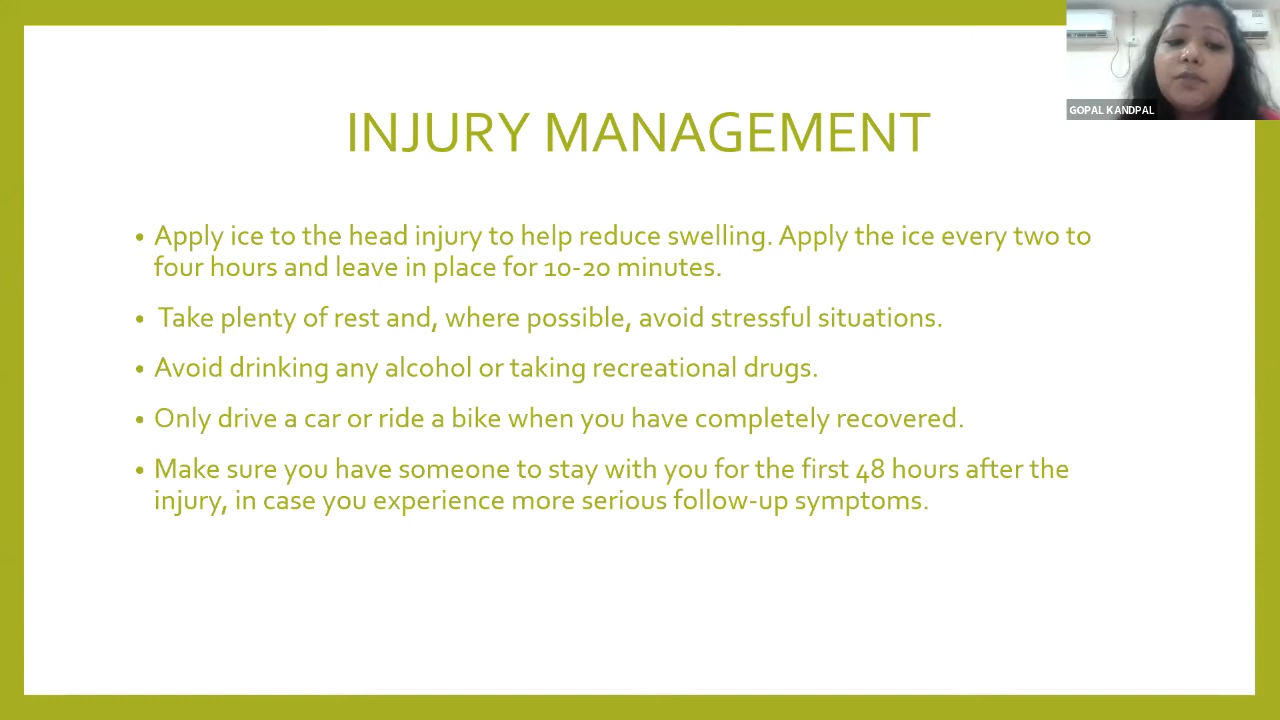 GOPAL KANDPAL
INJURY MANAGEMENT
• Apply ice to the head injury to help reduce swelling. Apply the ice every two to
four hours and leave in place for 10-20 minutes.
• Take plenty of rest and, where possible, avoid stressful situations.
• Avoid drinking any alcohol or taking recreational drugs.
• Only drive a car or ride a bike when you have completely recovered.
• Make sure you have someone to stay with you for the first 48 hours after the
injury, in case you experience more serious follow-up symptoms.